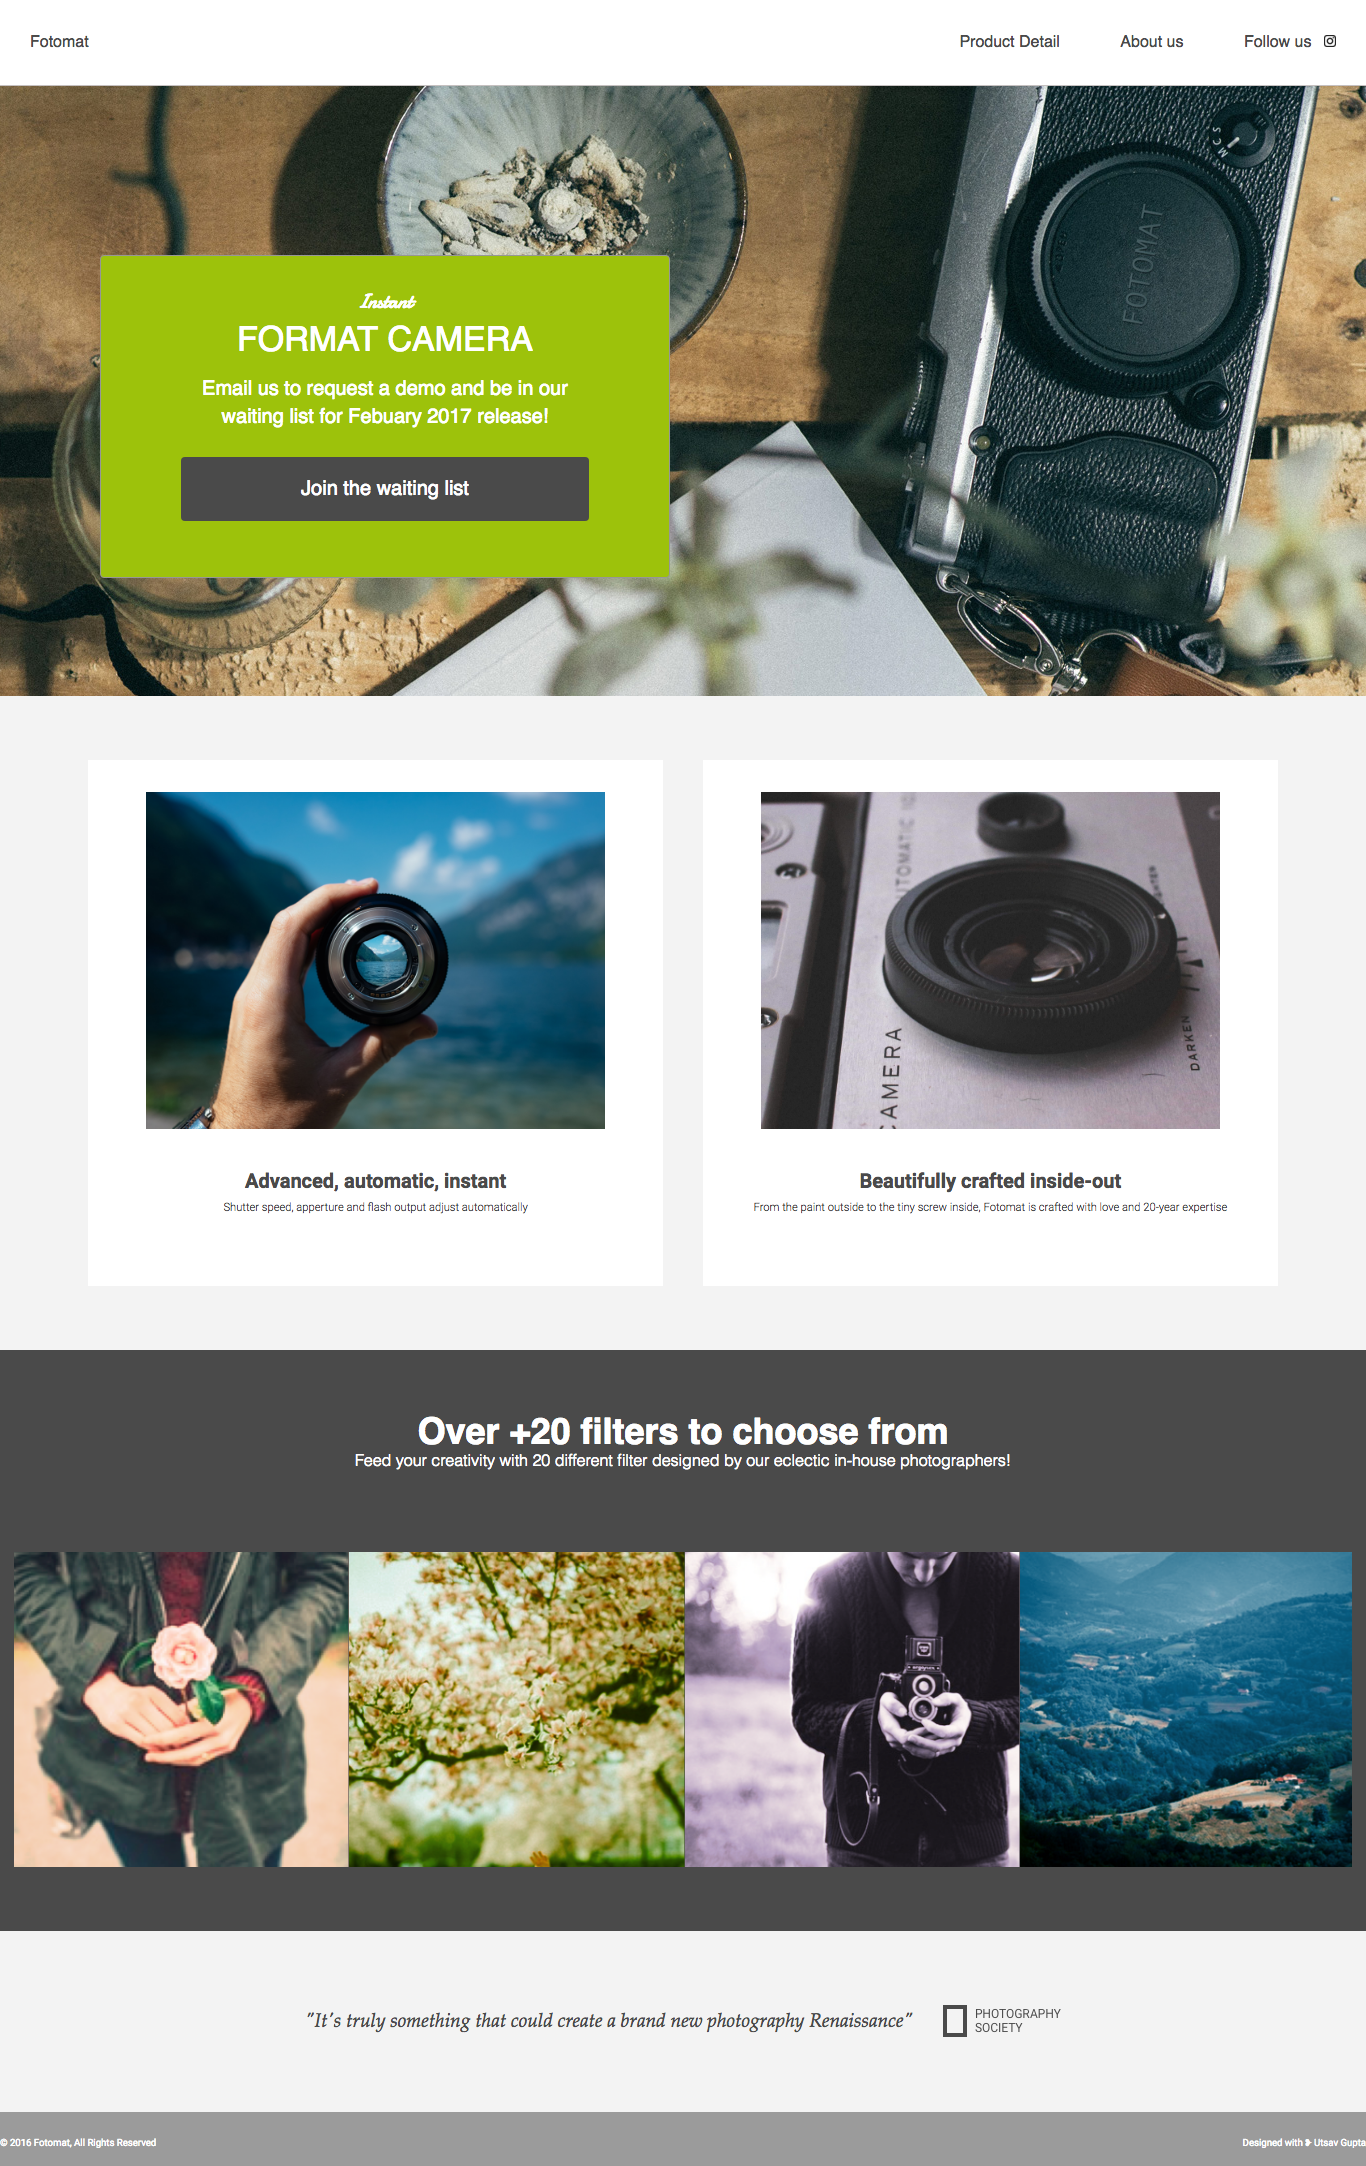 Fotomat
Product Detail
About us
Follow us
M C S
FOTOMAT
Instant
FORMAT CAMERA
Email us to request a demo and be in our
waiting list for Febuary 2017 release!
Join the waiting list
CAMERA
DARKEN
Advanced, automatic, instant
Shutter speed, apperture and flash output adjust automatically
Beautifully crafted inside-out
From the paint outside to the tiny screw inside, Fotomat is crafted with love and 20-year expertise
Over +20 filters to choose from
Feed your creativity with 20 different filter designed by our eclectic in-house photographers!
"It's truly something that could create a brand new photography Renaissance"
PHOTOGRAPHY
SOCIETY
© 2016 Fotomat, All Rights Reserved
Designed with Utsav Gupta